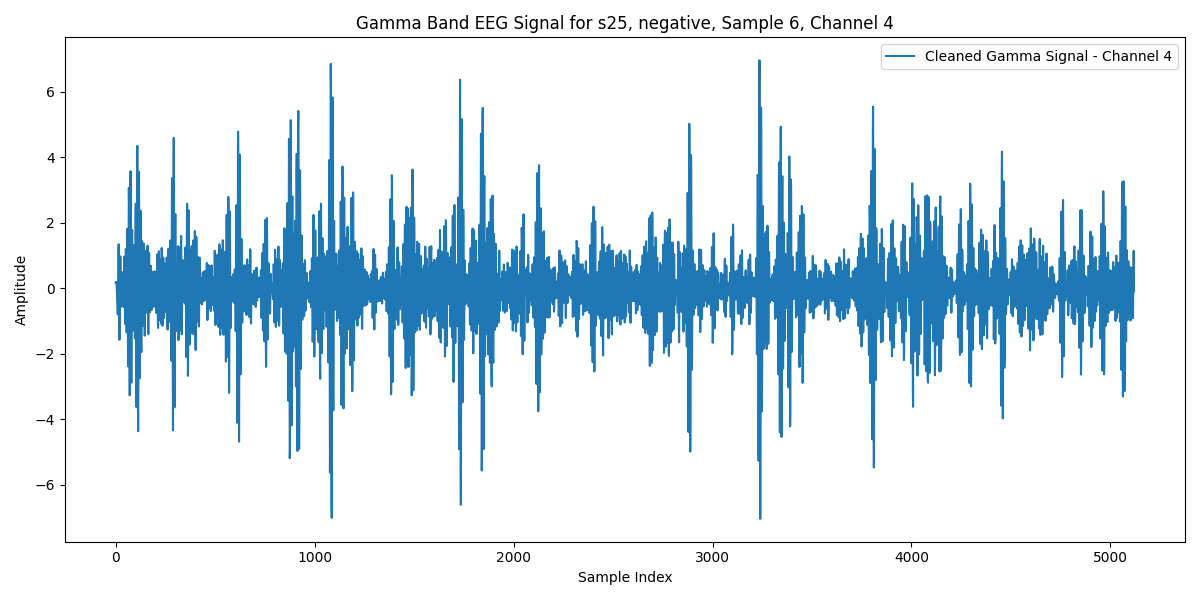 Gamma Band EEG Signal for s25, negative, Sample 6, Channel 4
Cleaned Gamma Signal - Channel 4
Amplitude
6
4
2
0
−2
−4
−6
0 1000 2000 3000 4000 5000
Sample Index